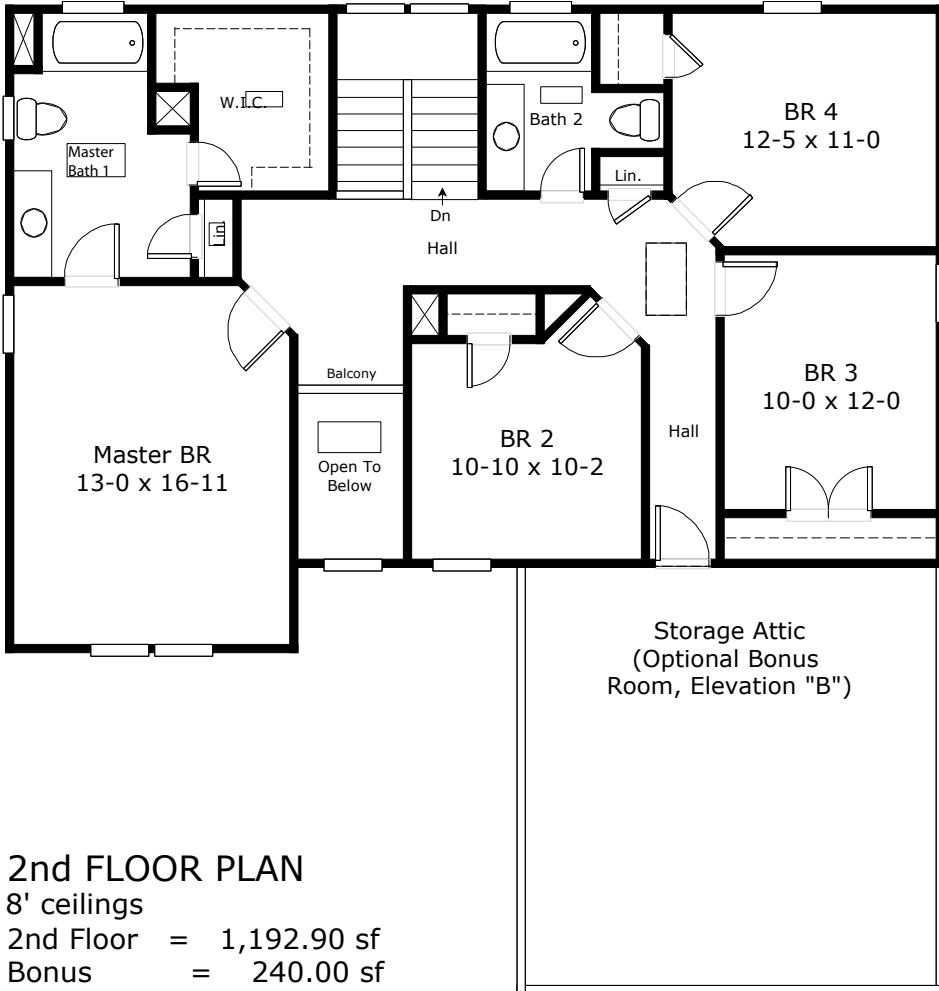 W.I.C.
Master
Bath 1
Lin.
Bath 2
Lin.
BR 4
12-5 x 11-0
Dn
Hall
Balcony
Open To
Below
Master BR
13-0 x 16-11
BR 2
10-10 x 10-2
Hall
BR 3
10-0 x 12-0
Storage Attic
(Optional Bonus
Room, Elevation "B")
2nd FLOOR PLAN
8' ceilings
2nd Floor = 1,192.90 sf
Bonus = 240.00 sf